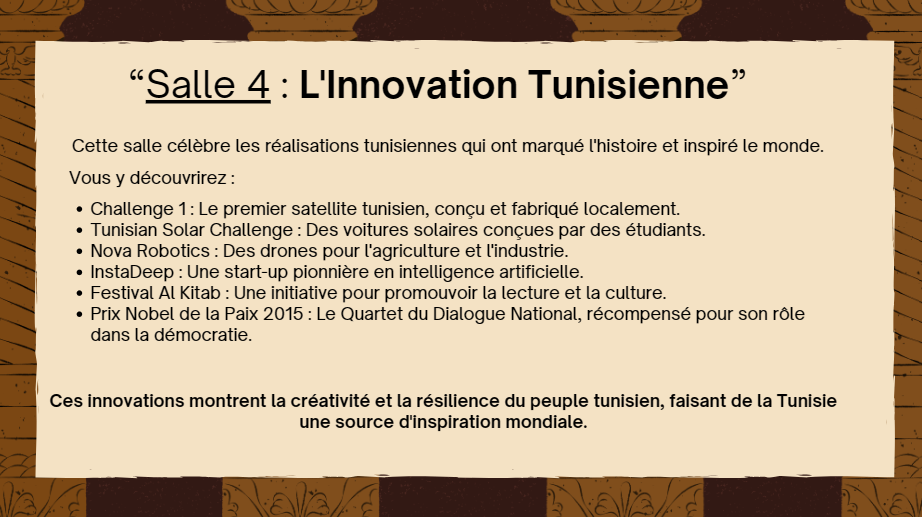 “Salle 4 : L'Innovation Tunisienne”
Cette salle célèbre les réalisations tunisiennes qui ont marqué l'histoire et inspiré le monde.
Vous y découvrirez :
• Challenge 1 : Le premier satellite tunisien, conçu et fabriqué localement.
• Tunisian Solar Challenge : Des voitures solaires conçues par des étudiants.
• Nova Robotics : Des drones pour l'agriculture et l'industrie.
• InstaDeep : Une start-up pionnière en intelligence artificielle.
• Festival Al Kitab : Une initiative pour promouvoir la lecture et la culture.
• Prix Nobel de la Paix 2015 : Le Quartet du Dialogue National, récompensé pour son rôle
dans la démocratie.
Ces innovations montrent la créativité et la résilience du peuple tunisien, faisant de la Tunisie
une source d'inspiration mondiale.